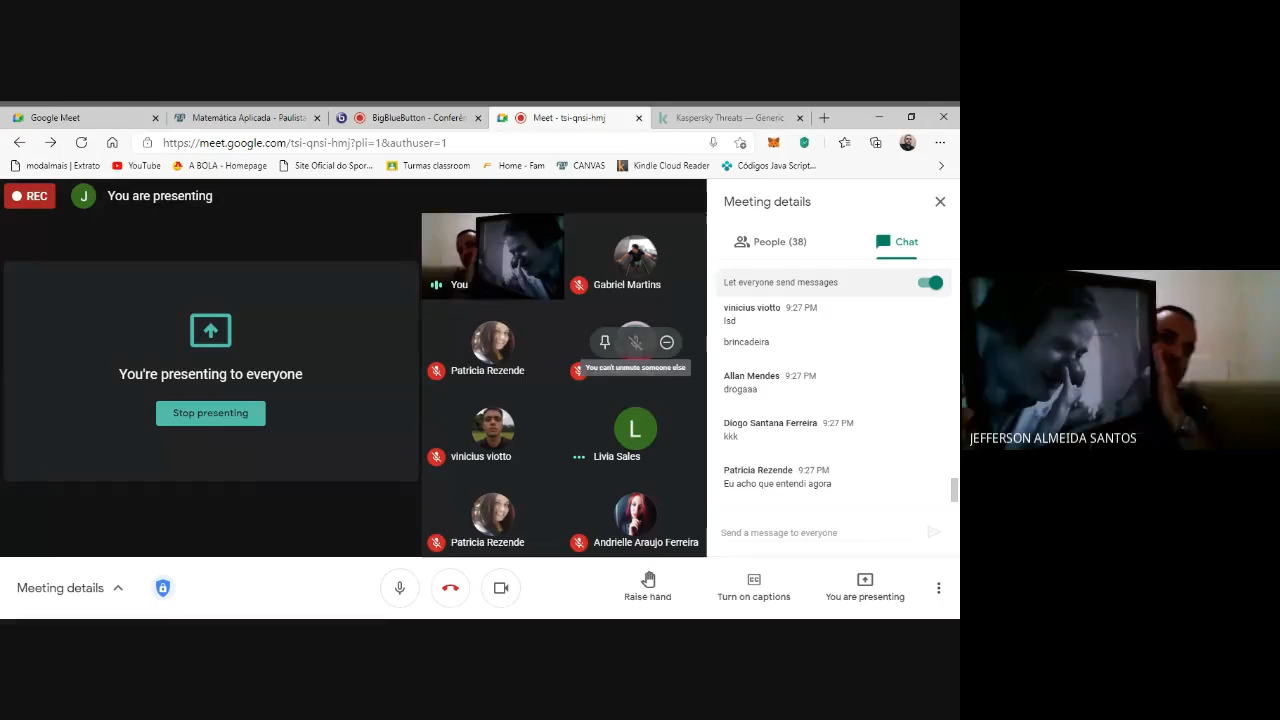 Google Meet
Matemática Aplicada - Paulista
BigBlueButton - Conferên
Meet - tsi-qnsi-hmj
Kaspersky Threats — Generic
https://meet.google.com/tsi-qnsi-hmj?pli=1&authuser=1
modalmais | Extrato
YouTube
A BOLA - Homepage
Site Oficial do Spor...
Turmas classroom
Home - Fam
CANVAS
Kindle Cloud Reader
Códigos Java Script...
REC
J
You are presenting
You're presenting to everyone
Stop presenting
You
Gabriel Martins
Patricia Rezende
You can't unmute someone else
vinicius viotto
L
Livia Sales
Patricia Rezende
Andrielle Araujo Ferreira
Meeting details
People (38)
Chat
Let everyone send messages
vinicius viotto 9:27 PM
lsd
brincadeira
Allan Mendes 9:27 PM
drogaaa
Diogo Santana Ferreira 9:27 PM
kkk
Patricia Rezende 9:27 PM
Eu acho que entendi agora
Send a message to everyone
Meeting details
Raise hand
Turn on captions
You are presenting
JEFFERSON ALMEIDA SANTOS